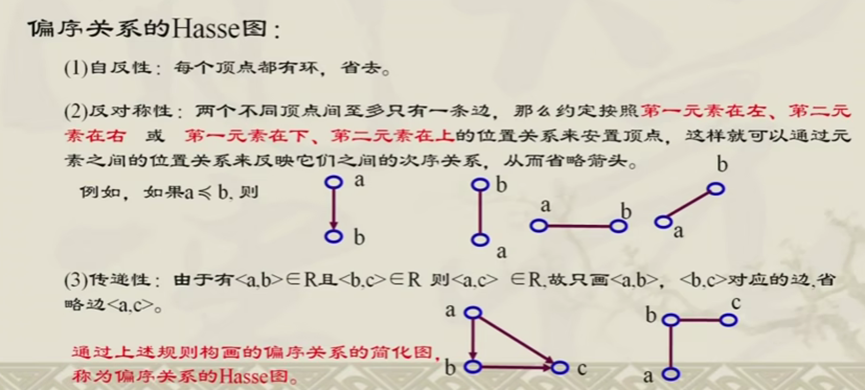 偏序关系的Hasse图:
(1)自反性: 每个顶点都有环, 省去。
(2)反对称性: 两个不同顶点间至多只有一条边, 那么约定按照第一元素在左、第二元
素在右 或 第一元素在下、第二元素在上的位置关系来安置顶点, 这样就可以通过元
素之间的位置关系来反映它们之间的次序关系, 从而省略箭头。
例如, 如果a≤b, 则
a
b
b
a
a
b
b
a
(3)传递性: 由于有<a,b>∈R且<b,c>∈R 则<a,c> ∈R,故只画<a,b>, <b,c>对应的边,省
略边<a,c>。
a
b
c
b
c
a
通过上述规则构画的偏序关系的简化图,
称为偏序关系的Hasse图。